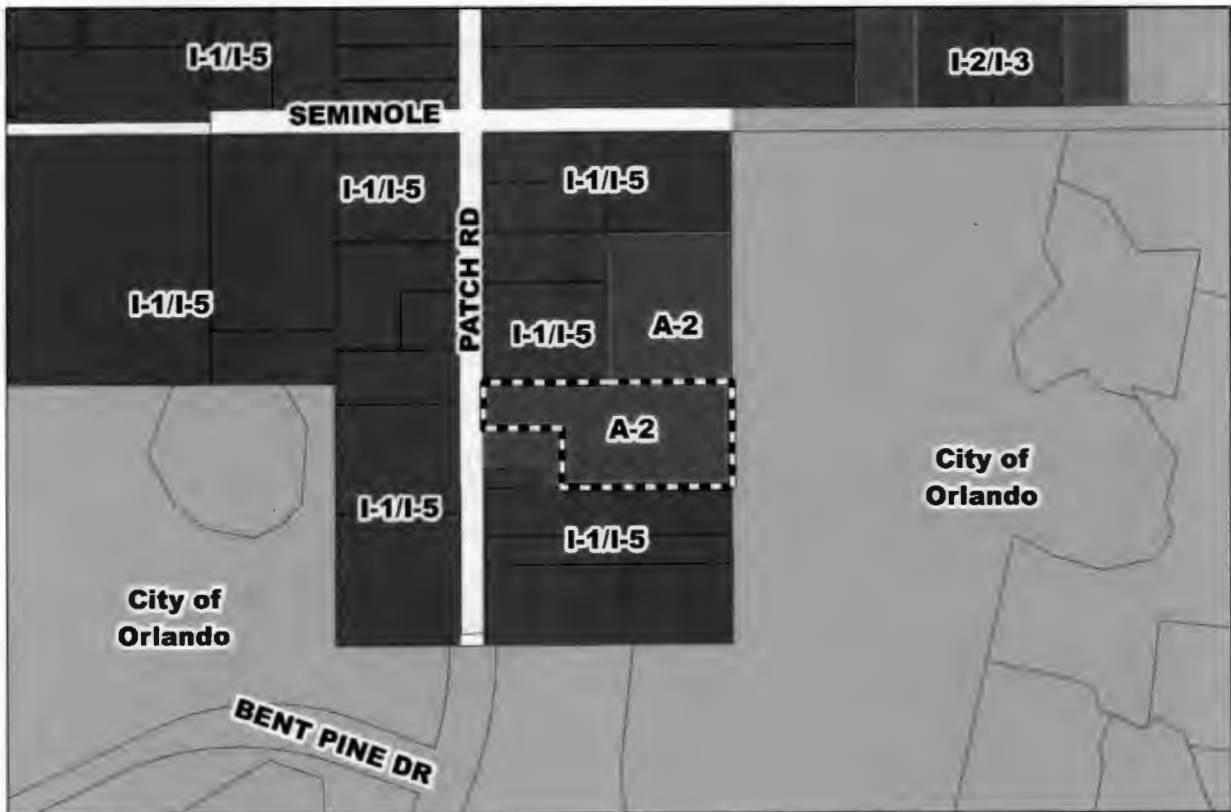 I-1/I-5
I-2/I-3
SEMINOLE
I-1/I-5
I-1/I-5
PATCH RD
I-1/I-5
I-1/I-5
A-2
A-2
City of
Orlando
I-1/I-5
I-1/I-5
City of
Orlando
BENT PINE DR